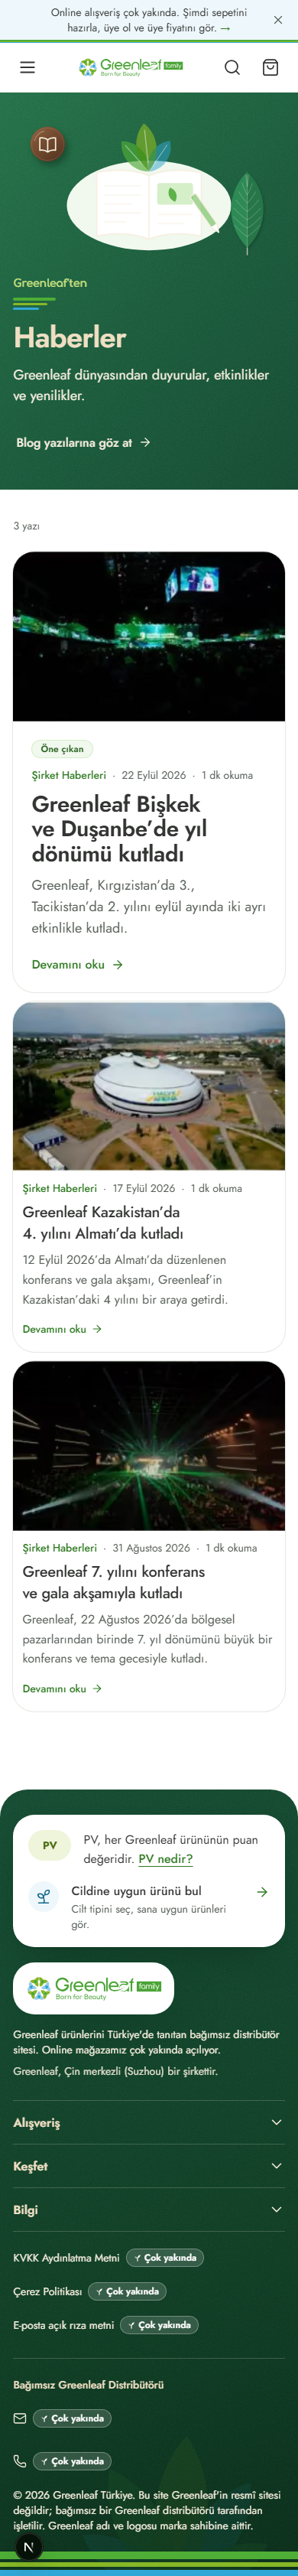 Online alışveriş çok yakında. Şimdi sepetini
hazırla, üye ol ve üye fiyatını gör. →
Greenleaf family
Born for Beauty
Greenleaf'ten
Haberler
Greenleaf dünyasından duyurular, etkinlikler
ve yenilikler.
Blog yazılarına göz at →
3 yazı
Öne çıkan
Şirket Haberleri · 22 Eylül 2026 · 1 dk okuma
Greenleaf Bişkek
ve Duşanbe’de yıl
dönümü kutladı
Greenleaf, Kırgızistan’da 3.,
Tacikistan’da 2. yılını eylül ayında iki ayrı
etkinlikle kutladı.
Devamını oku →
HALYK
ARENA
Şirket Haberleri · 17 Eylül 2026 · 1 dk okuma
Greenleaf Kazakistan’da
4. yılını Almatı’da kutladı
12 Eylül 2026’da Almatı’da düzenlenen
konferans ve gala akşamı, Greenleaf’in
Kazakistan’daki 4 yılını bir araya getirdi.
Devamını oku →
Şirket Haberleri · 31 Ağustos 2026 · 1 dk okuma
Greenleaf 7. yılını konferans
ve gala akşamıyla kutladı
Greenleaf, 22 Ağustos 2026’da bölgesel
pazarlarından birinde 7. yıl dönümünü büyük bir
konferans ve tema gecesiyle kutladı.
Devamını oku →
PV
PV, her Greenleaf ürününün puan
değeridir. PV nedir?
Cildine uygun ürünü bul →
Cilt tipini seç, sana uygun ürünleri
gör.
Greenleaf family
Born for Beauty
Greenleaf ürünlerini Türkiye'de tanıtan bağımsız distribütör
sitesi. Online mağazamız çok yakında açılıyor.
Greenleaf, Çin merkezli (Suzhou) bir şirkettir.
Alışveriş
Keşfet
Bilgi
KVKK Aydınlatma Metni Çok yakında
Çerez Politikası Çok yakında
E-posta açık rıza metni Çok yakında
Bağımsız Greenleaf Distribütörü
Çok yakında
Çok yakında
© 2026 Greenleaf Türkiye. Bu site Greenleaf’in resmî sitesi
değildir; bağımsız bir Greenleaf distribütörü tarafından
işletilir. Greenleaf adı ve logosu marka sahibine aittir.
N